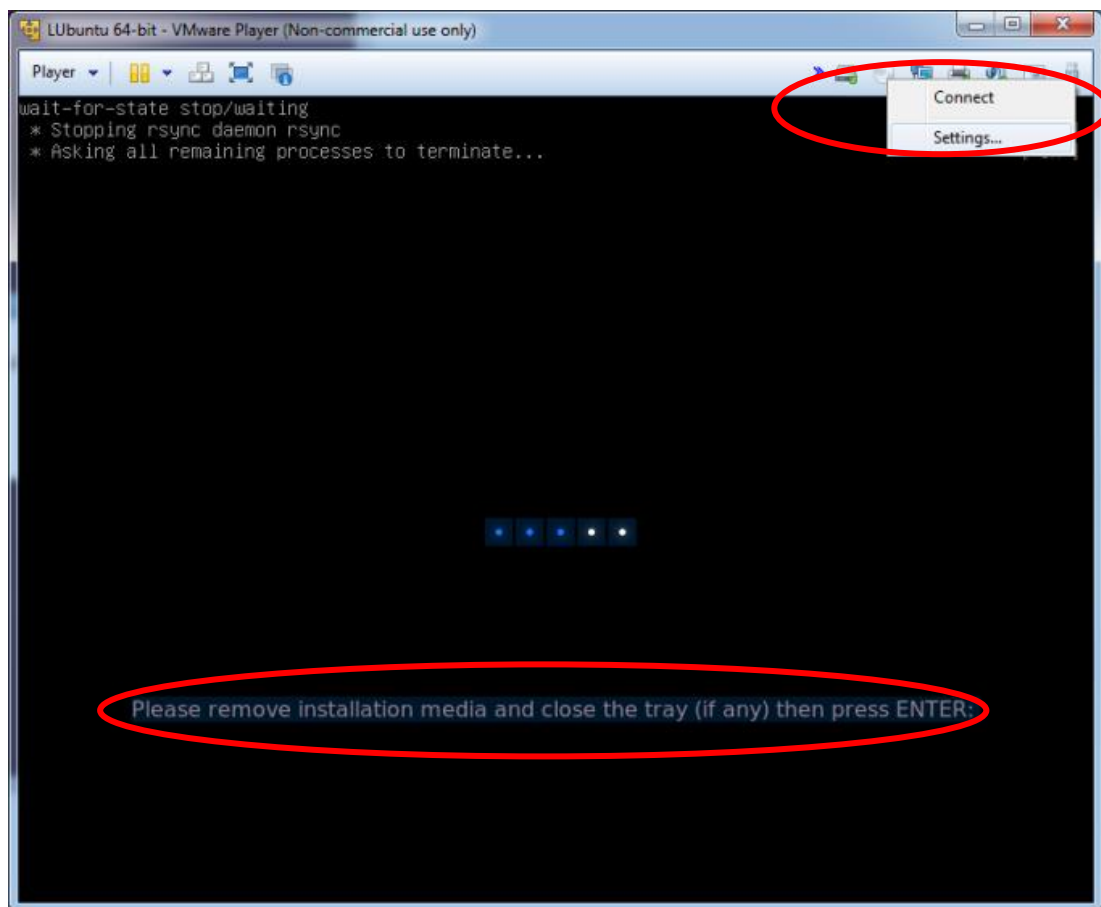 LUbuntu 64-bit - VMware Player (Non-commercial use only)
Player
Connect
Settings...
wait-for-state stop/waiting
* Stopping rsync daemon rsync
* Asking all remaining processes to terminate...
Please remove installation media and close the tray (if any) then press ENTER: